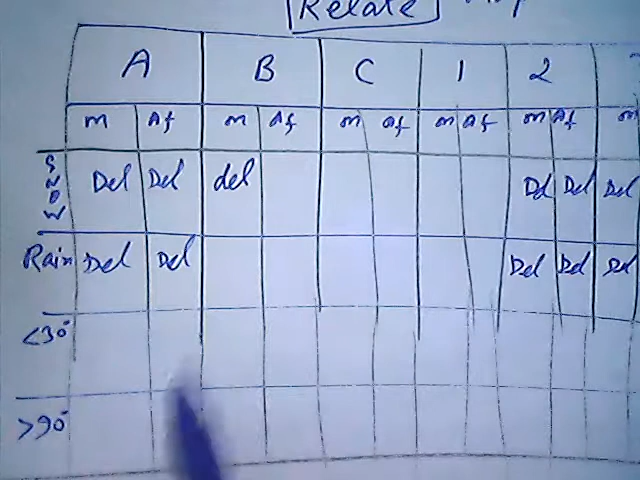 Relate
A B C 1 2
m Af m Af m af m Af m Af m
SNOW Del Del del Dd Del Del
Rain Del Del Del Del Del
<30°
>90°